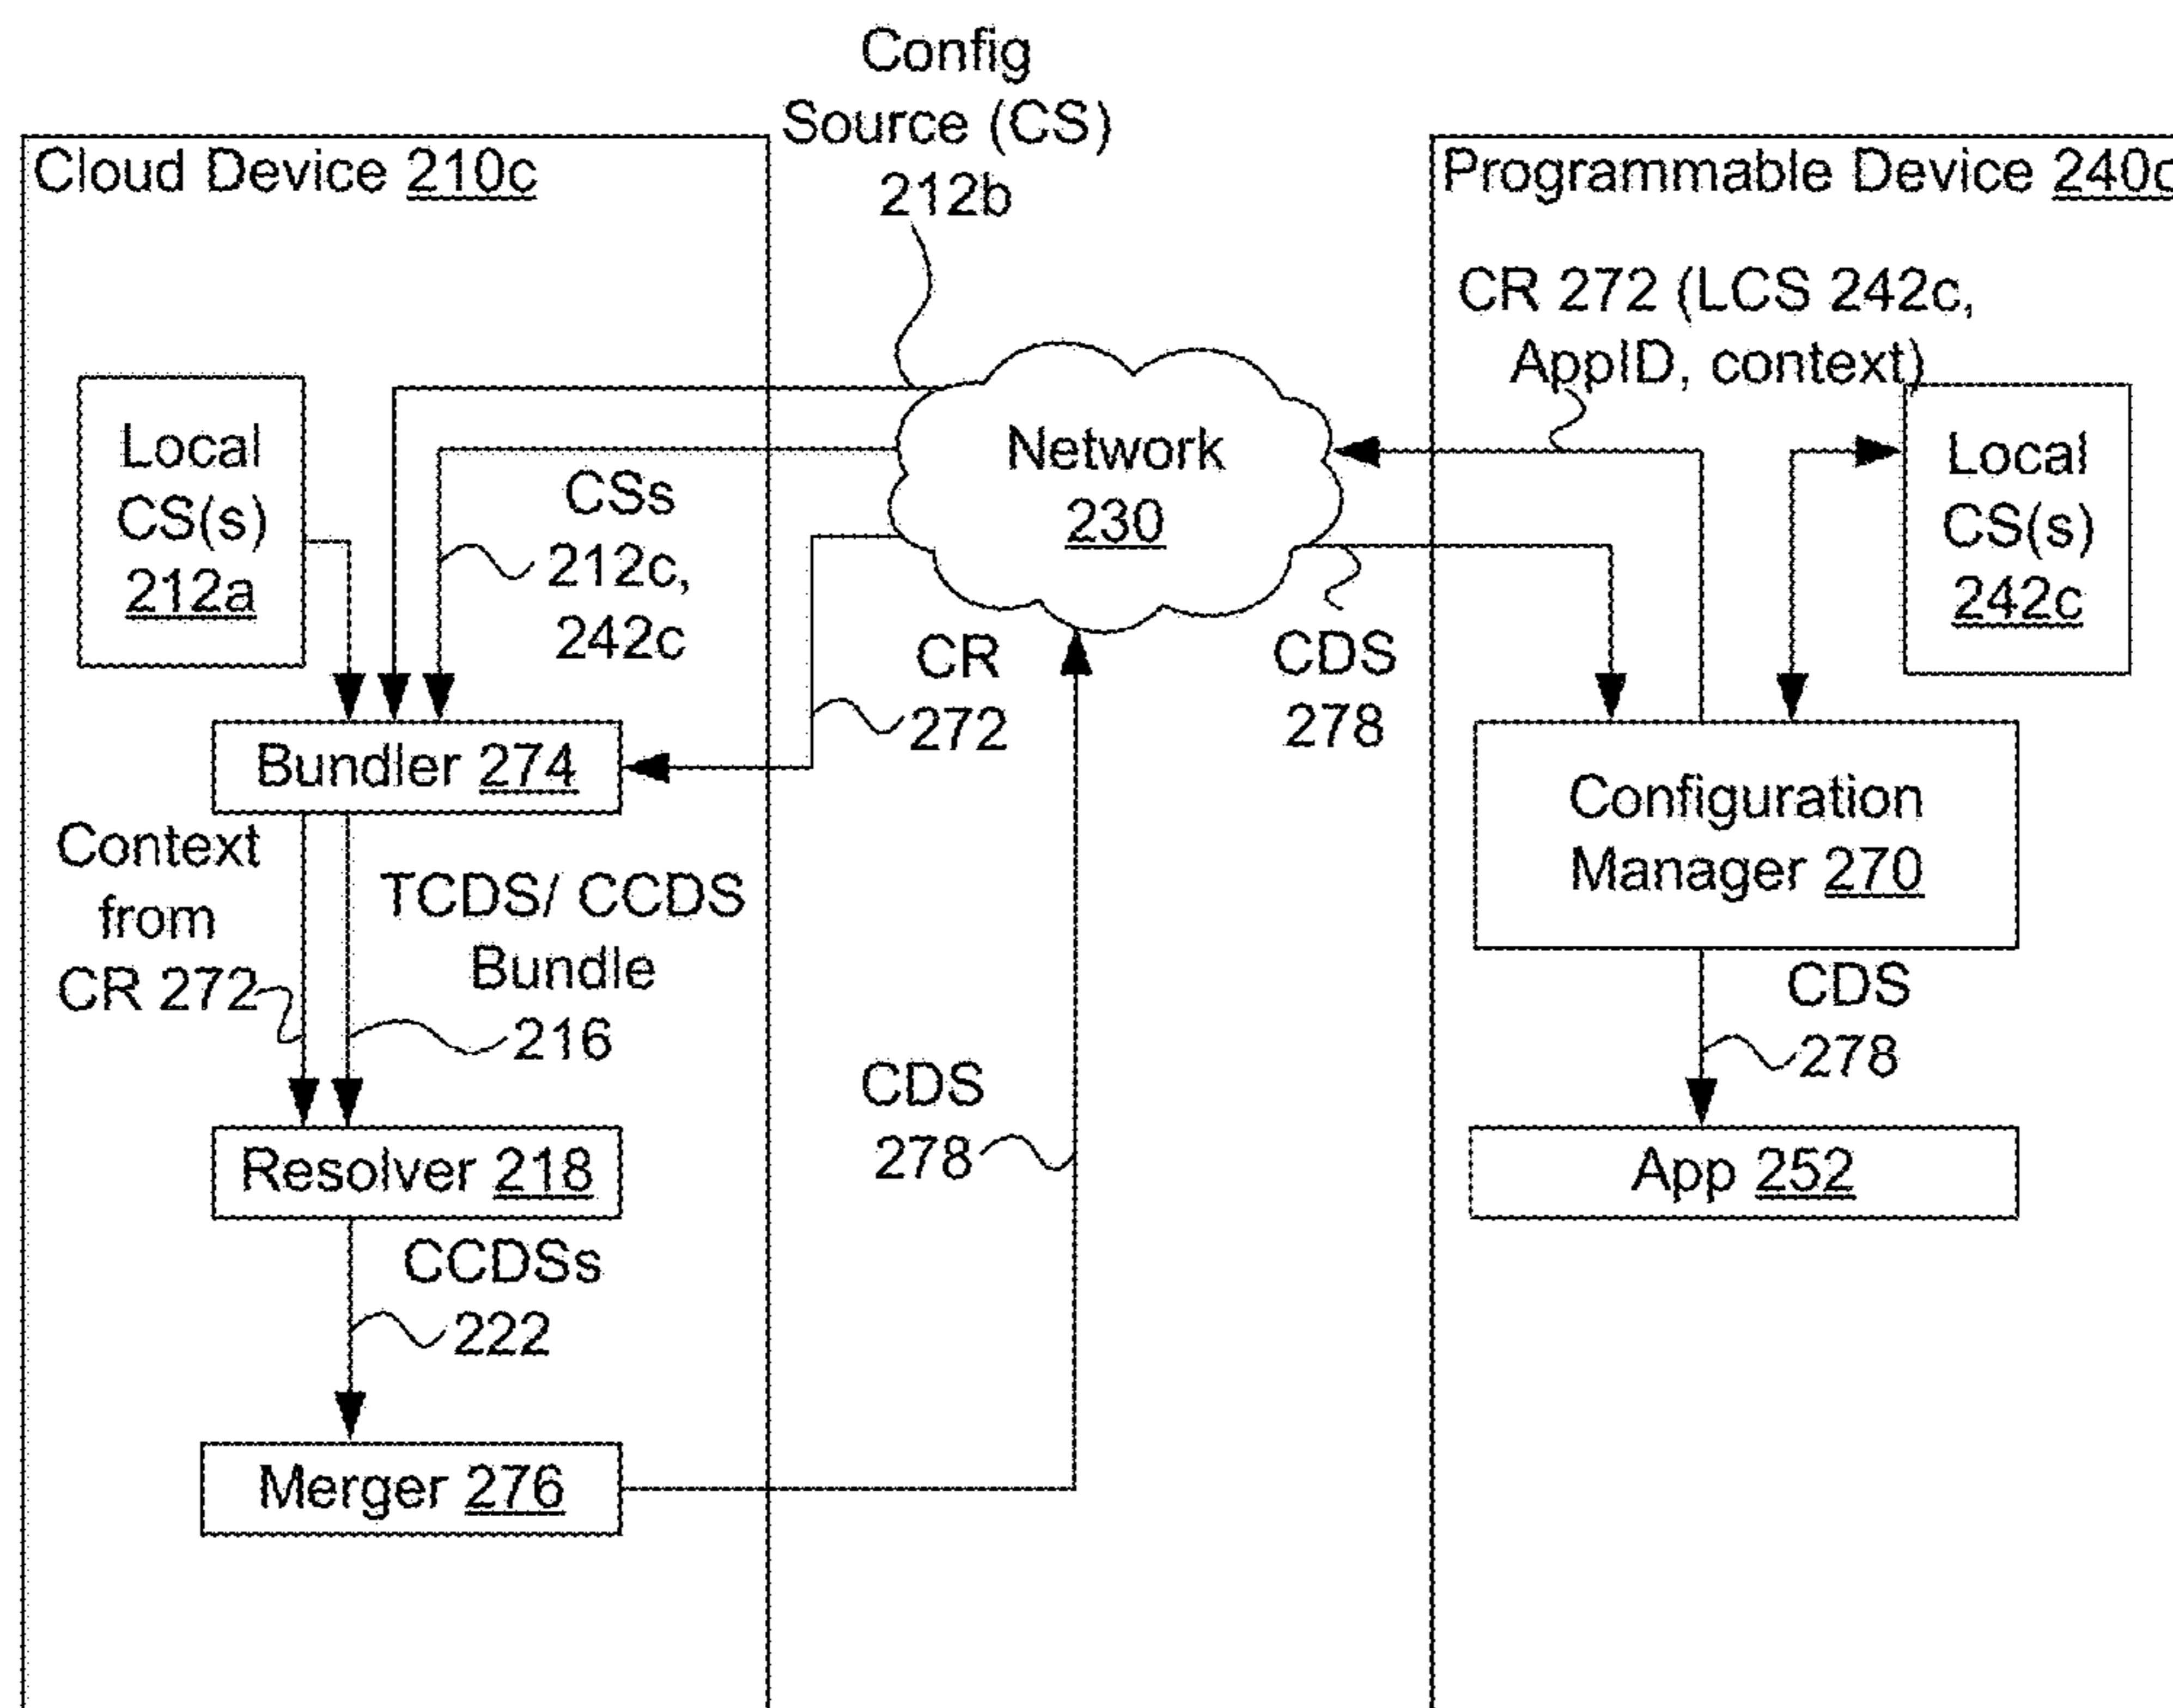 Config
Source (CS)
212b
Cloud Device 210c
Programmable Device 240c
CR 272 (LCS 242c,
AppID, context)
Local
CS(s)
212a
CSs
212c,
242c
Network
230
Local
CS(s)
242c
CR
272
CDS
278
Bundler 274
Configuration
Manager 270
Context
from
CR 272
TCDS/ CCDS
Bundle
216
CDS
278
CDS
278
Resolver 218
App 252
CCDSs
222
Merger 276